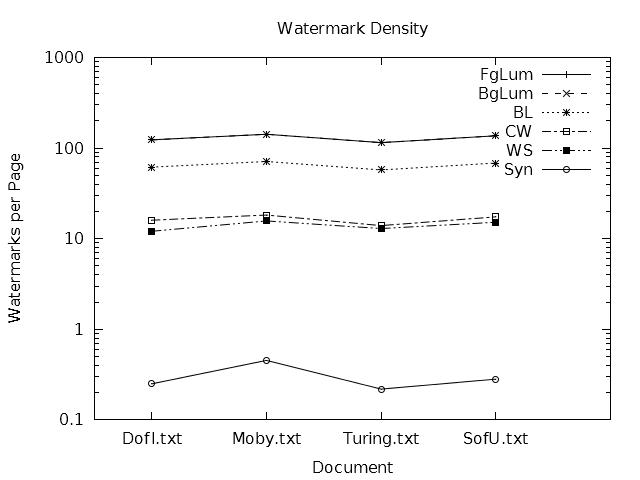 Watermark Density
1000
100
10
1
0.1
Watermarks per Page
FgLum
BgLum
BL
CW
WS
Syn
DofI.txt
Moby.txt
Turing.txt
SofU.txt
Document